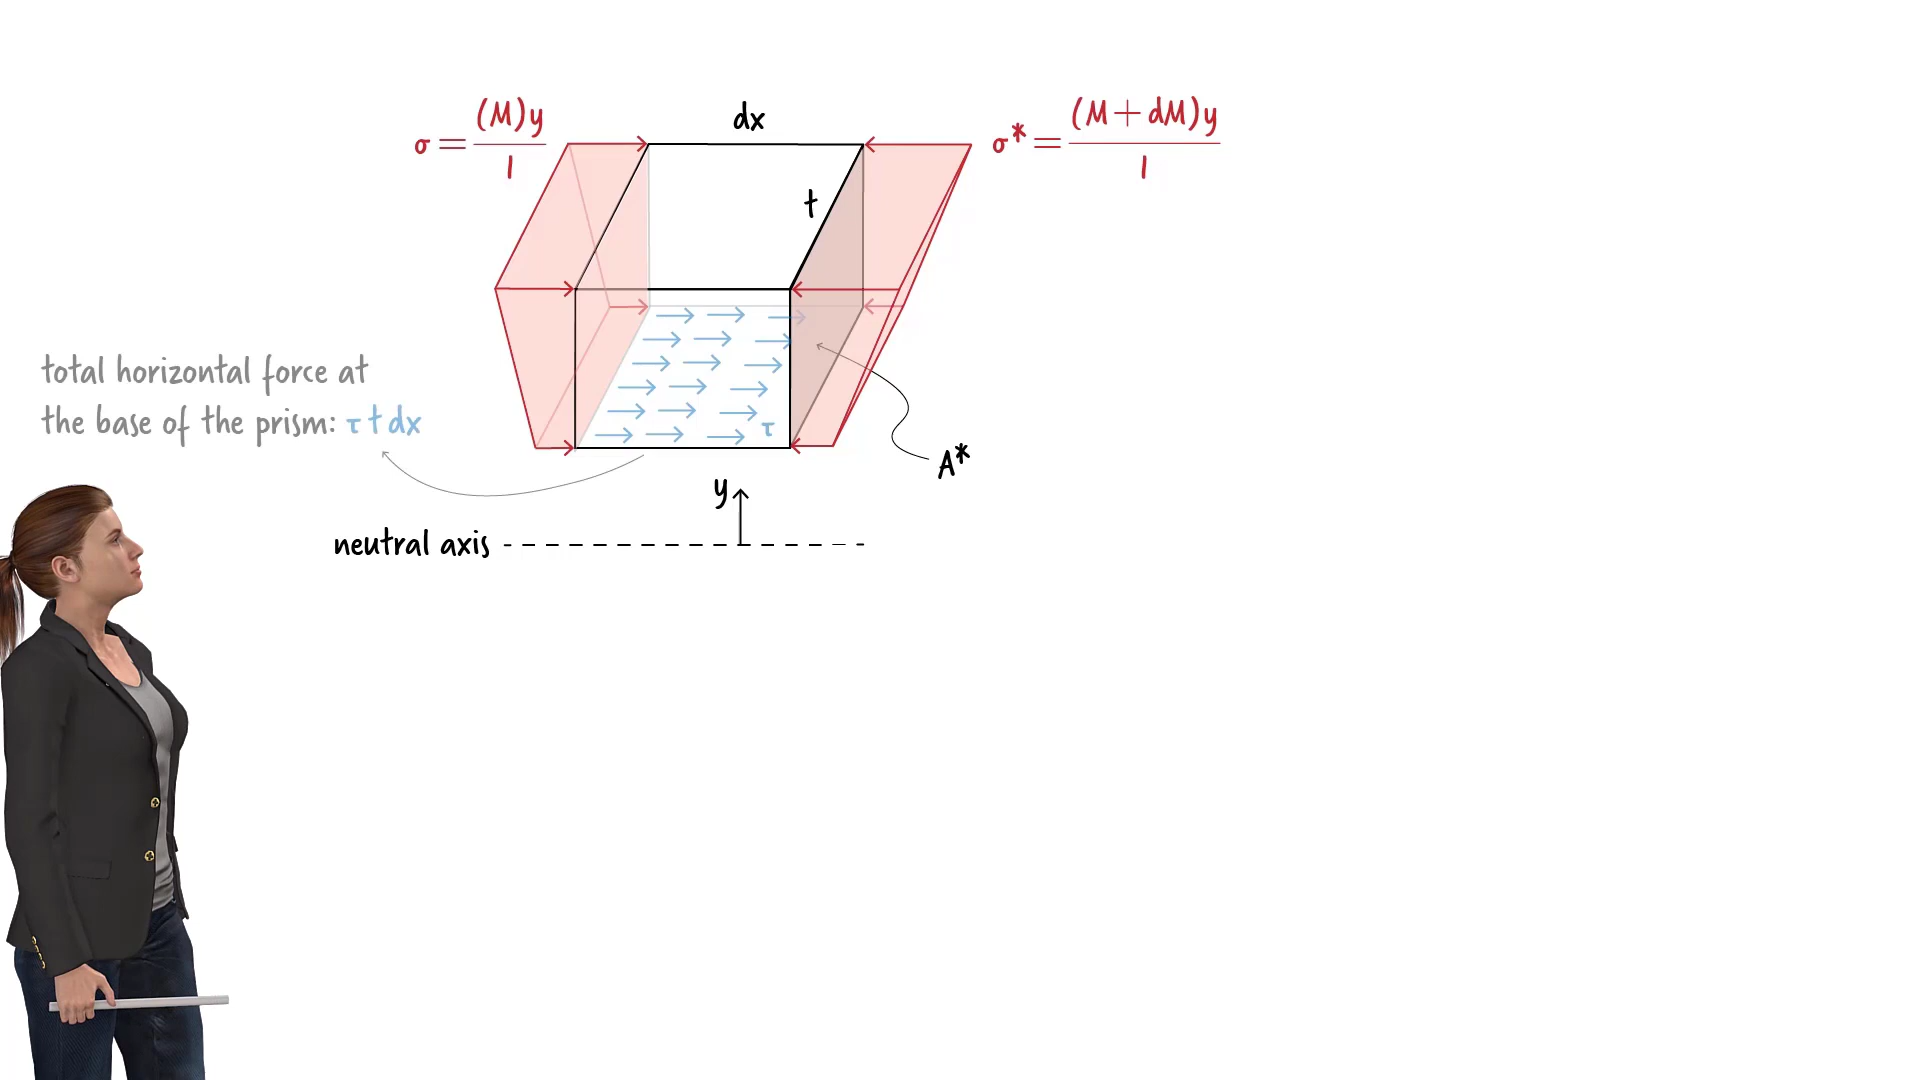 σ = (M)y / I
dx
σ* = (M + dM)y / I
t
total horizontal force at
the base of the prism: τ t dx
τ
A*
y
neutral axis